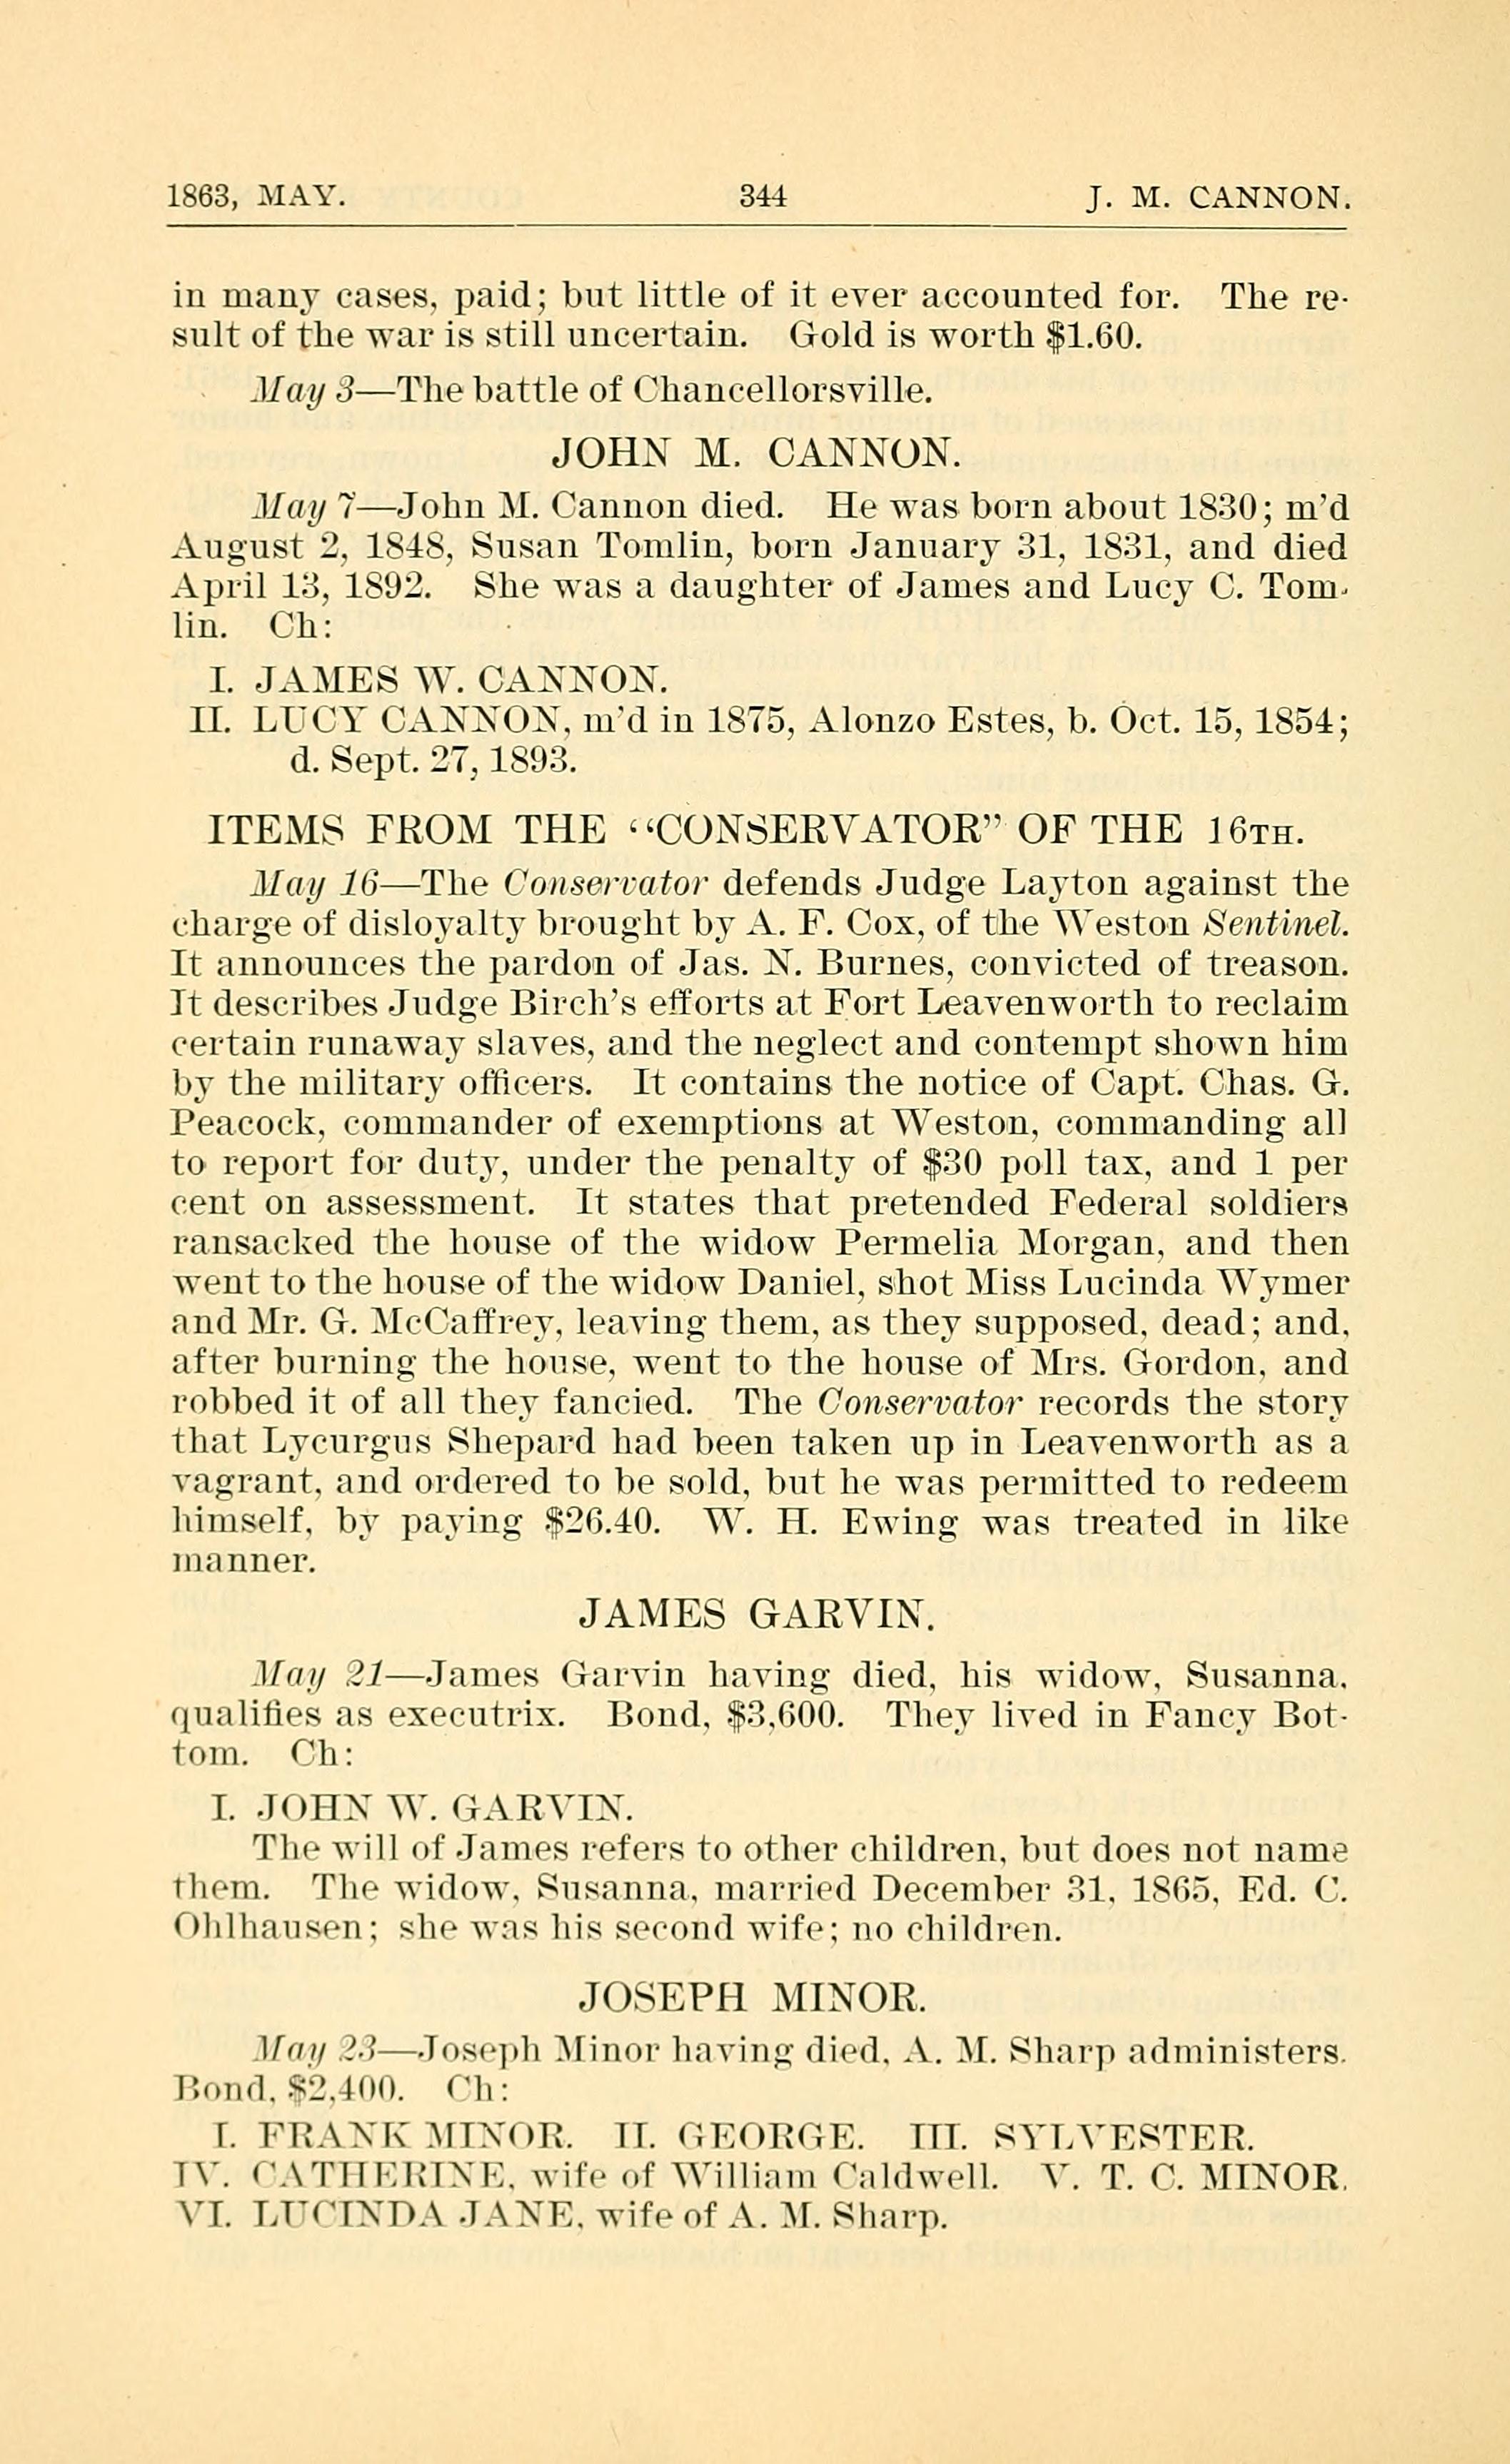 1863, MAY. 344 J. M. CANNON.
in many cases, paid; but little of it ever accounted for. The re-
sult of the war is still uncertain. Gold is worth $1.60.
May 3—The battle of Chancellorsville.
JOHN M. CANNON.
May 7—John M. Cannon died. He was born about 1830; m'd
August 2, 1848, Susan Tomlin, born January 31, 1831, and died
April 13, 1892. She was a daughter of James and Lucy C. Tom-
lin. Ch:
I. JAMES W. CANNON.
II. LUCY CANNON, m'd in 1875, Alonzo Estes, b. Oct. 15, 1854;
d. Sept. 27, 1893.
ITEMS FROM THE "CONSERVATOR" OF THE 16TH.
May 16—The Conservator defends Judge Layton against the
charge of disloyalty brought by A. F. Cox, of the Weston Sentinel.
It announces the pardon of Jas. N. Burnes, convicted of treason.
It describes Judge Birch's efforts at Fort Leavenworth to reclaim
certain runaway slaves, and the neglect and contempt shown him
by the military officers. It contains the notice of Capt. Chas. G.
Peacock, commander of exemptions at Weston, commanding all
to report for duty, under the penalty of $30 poll tax, and 1 per
cent on assessment. It states that pretended Federal soldiers
ransacked the house of the widow Permelia Morgan, and then
went to the house of the widow Daniel, shot Miss Lucinda Wymer
and Mr. G. McCaffrey, leaving them, as they supposed, dead; and,
after burning the house, went to the house of Mrs. Gordon, and
robbed it of all they fancied. The Conservator records the story
that Lycurgus Shepard had been taken up in Leavenworth as a
vagrant, and ordered to be sold, but he was permitted to redeem
himself, by paying $26.40. W. H. Ewing was treated in like
manner.
JAMES GARVIN.
May 21—James Garvin having died, his widow, Susanna,
qualifies as executrix. Bond, $3,600. They lived in Fancy Bot-
tom. Ch:
I. JOHN W. GARVIN.
The will of James refers to other children, but does not name
them. The widow, Susanna, married December 31, 1865, Ed. C.
Ohlhausen; she was his second wife; no children.
JOSEPH MINOR.
May 23—Joseph Minor having died, A. M. Sharp administers.
Bond, $2,400. Ch:
I. FRANK MINOR. II. GEORGE. III. SYLVESTER.
IV. CATHERINE, wife of William Caldwell. V. T. C. MINOR.
VI. LUCINDA JANE, wife of A. M. Sharp.